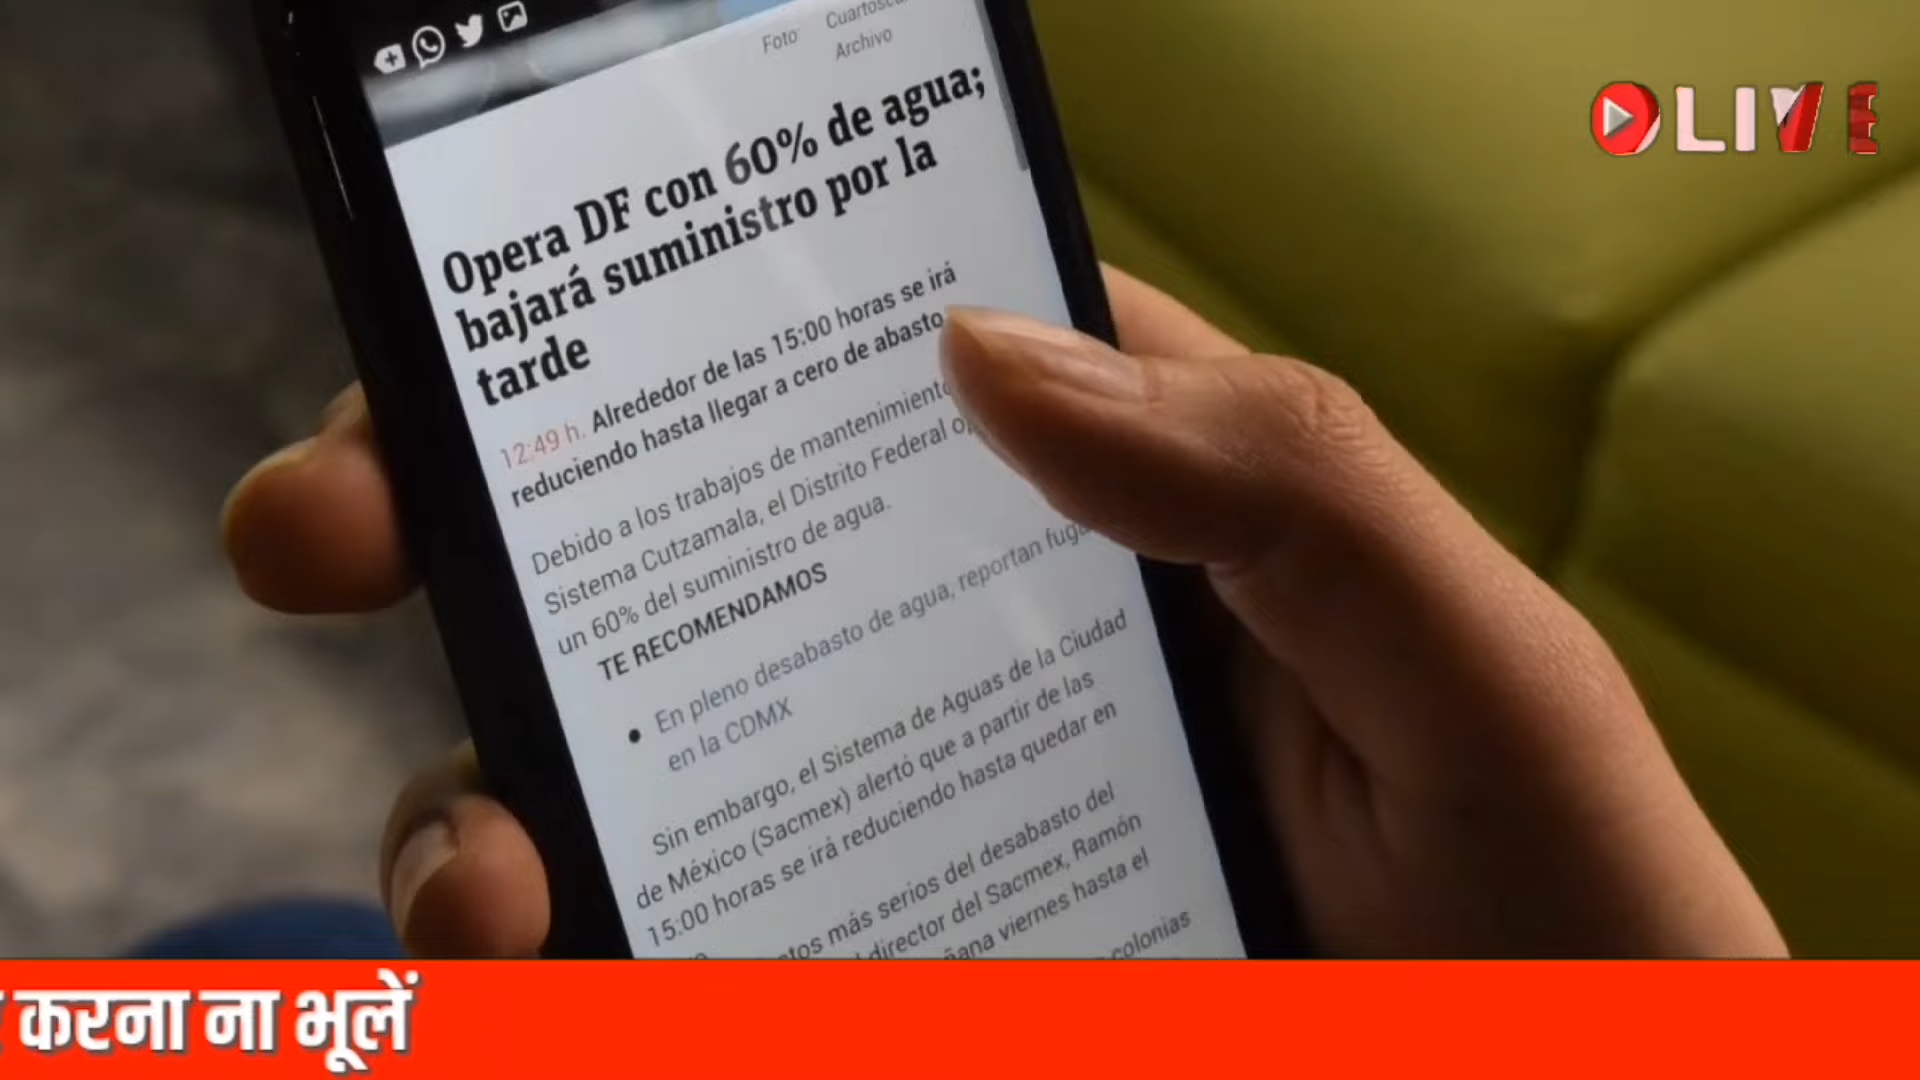 Foto
Archivo
LIVE
Opera DF con 60% de agua;
bajará suministro por la
tarde
12:49 h. Alrededor de las 15:00 horas se irá
reduciendo hasta llegar a cero de abasto
Debido a los trabajos de mantenimiento
Sistema Cutzamala, el Distrito Federal
un 60% del suministro de agua.
TE RECOMENDAMOS
En pleno desabasto de agua, reportan
en la CDMX
Sin embargo, el Sistema de Aguas de la Ciudad
de México (Sacmex) alertó que a partir de las
15:00 horas se irá reduciendo hasta quedar en
más serios del desabasto del
director del Sacmex, Ramón
viernes hasta el
colonias
करना ना भूलें